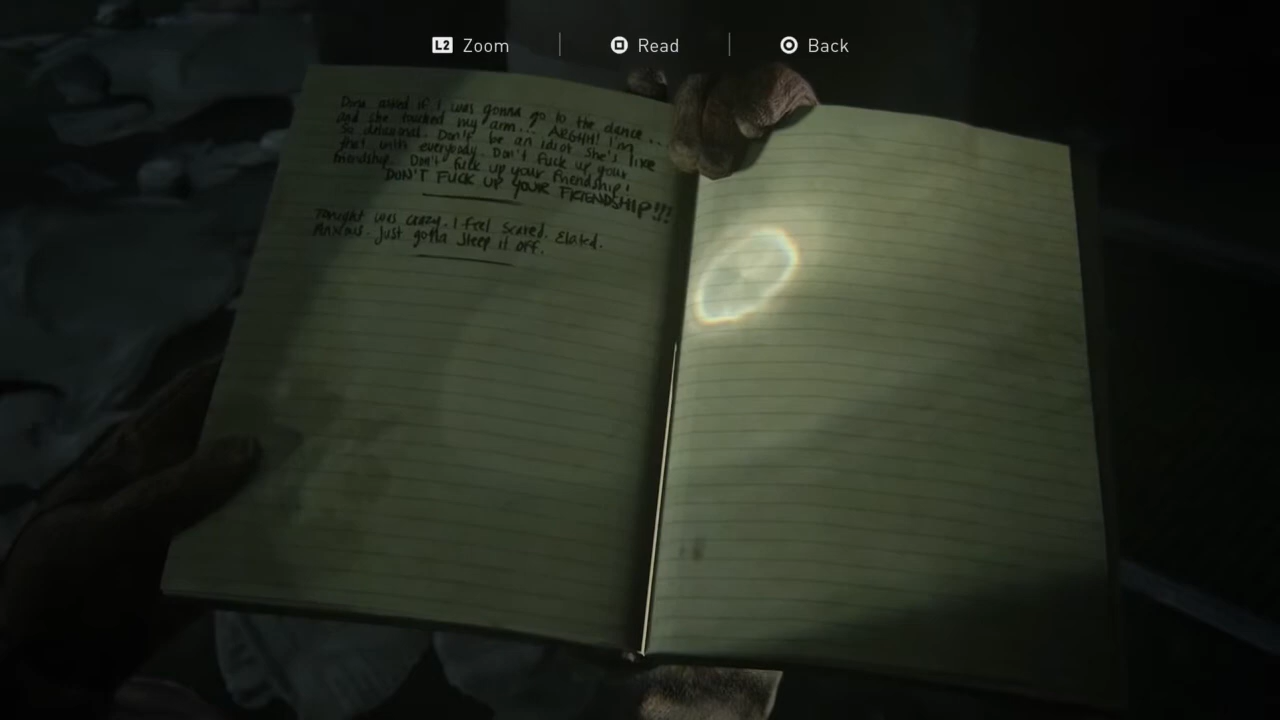 L2 Zoom | Read | Back
Dina asked if I was gonna go to the dance...
and she touched my arm... ARGHH! I'm
so delusional. Don't be an idiot. She's like
that with everybody. Don't fuck up your
friendship. Don't fuck up your friendship!
DON'T FUCK UP YOUR FRIENDSHIP!!!
Tonight was crazy. I feel scared. Elated.
Anxious. Just gotta sleep it off.